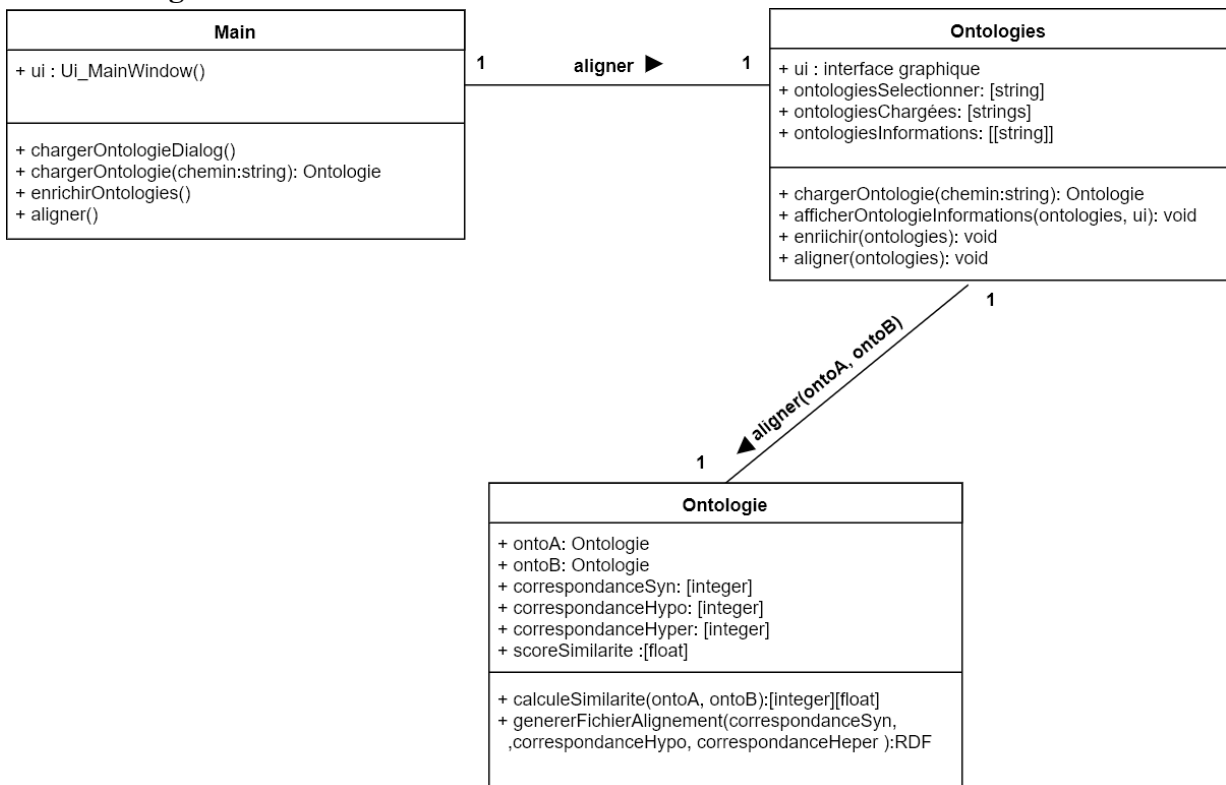 Main
+ ui : Ui_MainWindow()
+ chargerOntologieDialog()
+ chargerOntologie(chemin:string): Ontologie
+ enrichirOntologies()
+ aligner()
1
aligner ▶
1
Ontologies
+ ui : interface graphique
+ ontologiesSelectionner: [string]
+ ontologiesChargées: [strings]
+ ontologiesInformations: [[string]]
+ chargerOntologie(chemin:string): Ontologie
+ afficherOntologieInformations(ontologies, ui): void
+ enriichir(ontologies): void
+ aligner(ontologies): void
1
◀ aligner(ontoA, ontoB)
1
Ontologie
+ ontoA: Ontologie
+ ontoB: Ontologie
+ correspondanceSyn: [integer]
+ correspondanceHypo: [integer]
+ correspondanceHyper: [integer]
+ scoreSimilarite :[float]
+ calculeSimilarite(ontoA, ontoB):[integer][float]
+ genererFichierAlignement(correspondanceSyn,
,correspondanceHypo, correspondanceHeper ):RDF